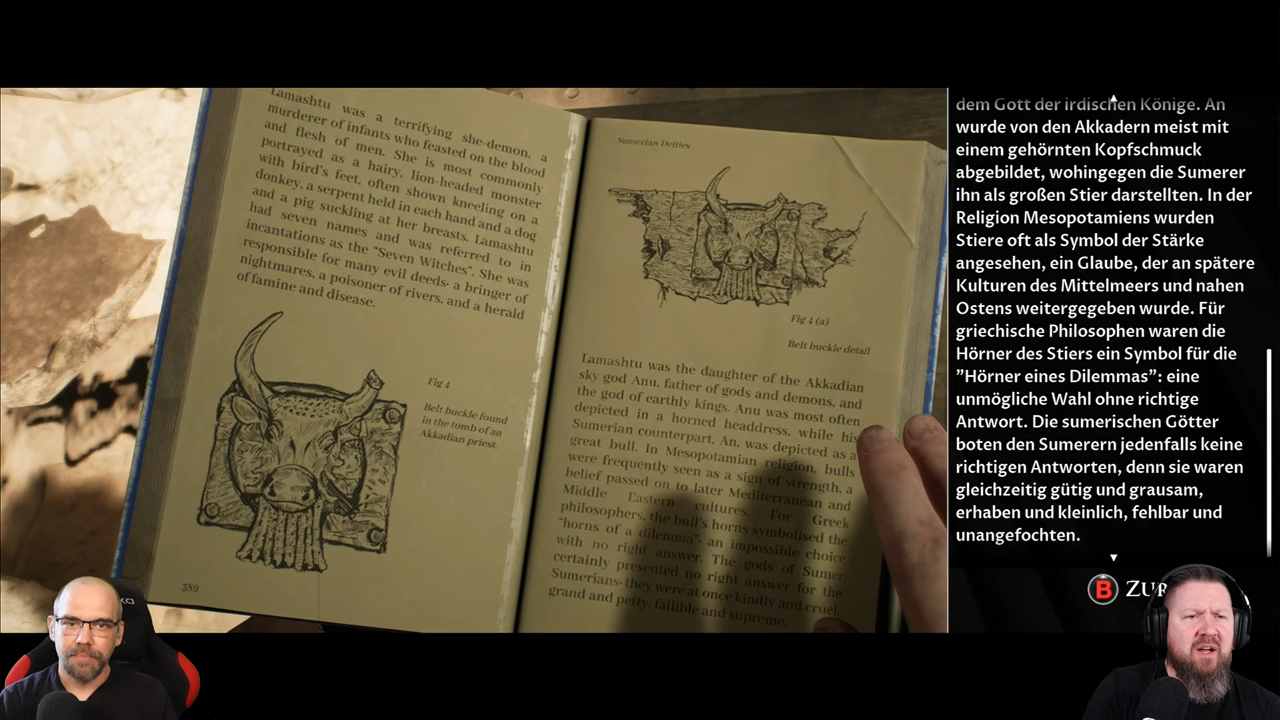 Lamashtu was a terrifying she-demon, a
murderer of infants who feasted on the blood
and flesh of men. She is most commonly
portrayed as a hairy, lion-headed monster
with bird's feet, often shown kneeling on a
donkey, a serpent held in each hand and a dog
and a pig suckling at her breasts. Lamashtu
had seven names and was referred to in
incantations as the "Seven Witches". She was
responsible for many evil deeds: a bringer of
nightmares, a poisoner of rivers, and a herald
of famine and disease.
Fig 4
Belt buckle found
in the tomb of an
Akkadian priest.
389
Sumerian Deities
Fig 4 (a)
Belt buckle detail
Lamashtu was the daughter of the Akkadian
sky god Anu, father of gods and demons, and
the god of earthly kings. Anu was most often
depicted in a horned headdress, while his
Sumerian counterpart, An, was depicted as a
great bull. In Mesopotamian religion, bulls
were frequently seen as a sign of strength, a
belief passed on to later Mediterranean and
Middle Eastern cultures. For Greek
philosophers, the bull's horns symbolised the
"horns of a dilemma": an impossible choice
with no right answer. The gods of Sumer
certainly presented no right answer for the
Sumerians: they were at once kindly and cruel,
grand and petty, fallible and supreme.
dem Gott der irdischen Könige. An
wurde von den Akkadern meist mit
einem gehörnten Kopfschmuck
abgebildet, wohingegen die Sumerer
ihn als großen Stier darstellten. In der
Religion Mesopotamiens wurden
Stiere oft als Symbol der Stärke
angesehen, ein Glaube, der an spätere
Kulturen des Mittelmeers und nahen
Ostens weitergegeben wurde. Für
griechische Philosophen waren die
Hörner des Stiers ein Symbol für die
"Hörner eines Dilemmas": eine
unmögliche Wahl ohne richtige
Antwort. Die sumerischen Götter
boten den Sumerern jedenfalls keine
richtigen Antworten, denn sie waren
gleichzeitig gütig und grausam,
erhaben und kleinlich, fehlbar und
unangefochten.
B